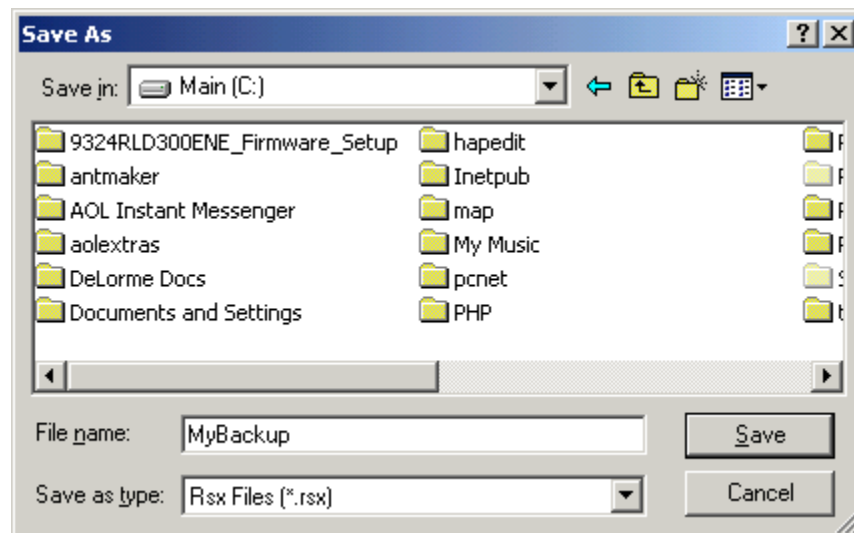 Save As
Save in: Main (C:)
9324RLD300ENE_Firmware_Setup
antmaker
AOL Instant Messenger
aolextras
DeLorme Docs
Documents and Settings
hapedit
Inetpub
map
My Music
pcnet
PHP
File name: MyBackup
Save
Save as type: Rsx Files (*.rsx)
Cancel